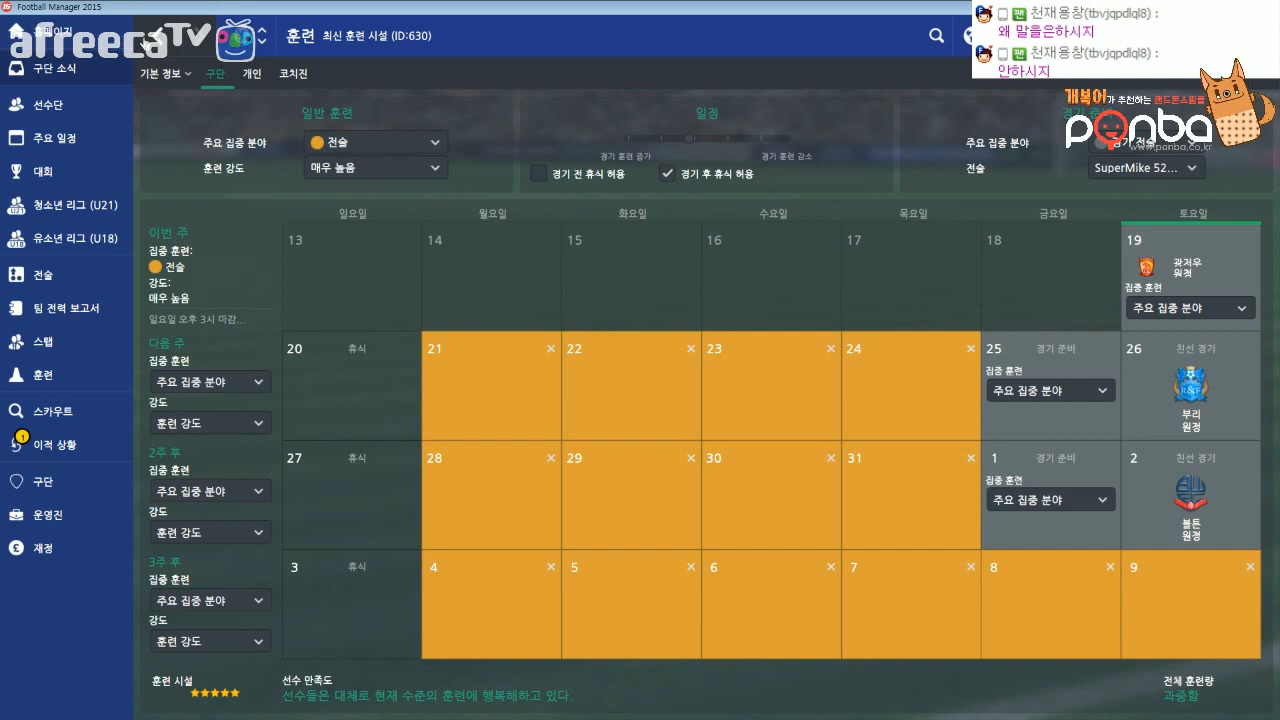 Football Manager 2015
afreecaTV
훈련 최신 훈련 시설 (ID:630)
팬 천재용창(tbvjqpdlql8) :
왜 말을은하시지
팬 천재용창(tbvjqpdlql8) :
안하시지
개복어가 추천하는 핸드폰쇼핑몰
ponba
www.ponba.co.kr
구단 소식
선수단
주요 일정
대회
청소년 리그 (U21)
유소년 리그 (U18)
전술
팀 전력 보고서
스탭
훈련
스카우트
1
이적 상황
구단
운영진
재정
기본 정보
구단
개인
코치진
일반 훈련
주요 집중 분야
전술
훈련 강도
매우 높음
일정
경기 훈련 증가
경기 훈련 감소
경기 전 휴식 허용
경기 후 휴식 허용
주요 집중 분야
전술
SuperMike 52...
일요일 월요일 화요일 수요일 목요일 금요일 토요일
이번 주
집중 훈련:
전술
강도:
매우 높음
일요일 오후 3시 마감...
13 14 15 16 17 18 19
광저우
원정
집중 훈련
주요 집중 분야
다음 주
집중 훈련
주요 집중 분야
강도
훈련 강도
20 휴식 21 22 23 24 25 경기 준비 26 친선 경기
집중 훈련
주요 집중 분야
R&F
부리
원정
2주 후
집중 훈련
주요 집중 분야
강도
훈련 강도
27 휴식 28 29 30 31 1 경기 준비 2 친선 경기
집중 훈련
주요 집중 분야
볼튼
원정
3주 후
집중 훈련
주요 집중 분야
강도
훈련 강도
3 휴식 4 5 6 7 8 9
훈련 시설
선수 만족도
선수들은 대체로 현재 수준의 훈련에 행복해하고 있다.
전체 훈련량
과중함